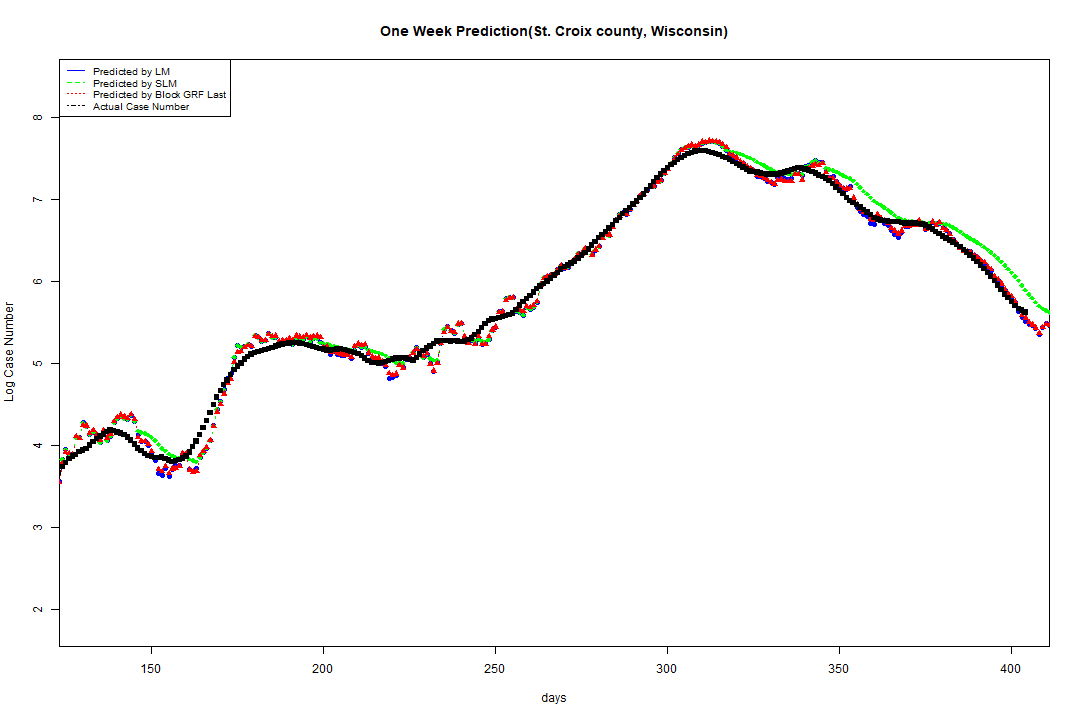 One Week Prediction(St. Croix county, Wisconsin)
Predicted by LM
Predicted by SLM
Predicted by Block GRF Last
Actual Case Number
Log Case Number
8
7
6
5
4
3
2
150 200 250 300 350 400
days